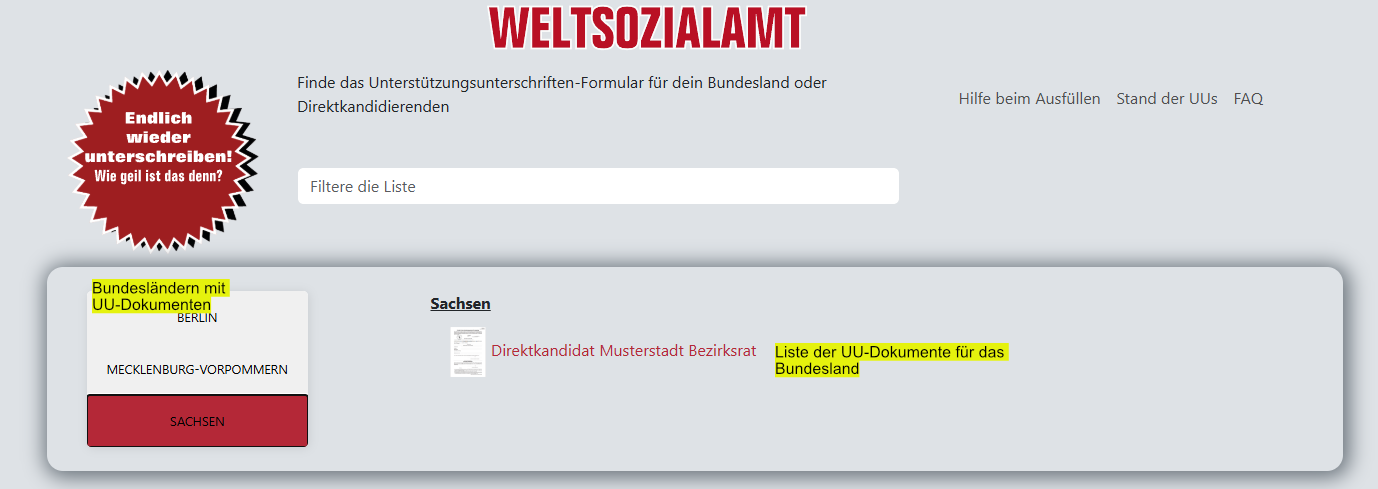 WELTSOZIALAMT
Endlich
wieder
unterschreiben!
Wie geil ist das denn?
Finde das Unterstützungsunterschriften-Formular für dein Bundesland oder
Direktkandidierenden
Hilfe beim Ausfüllen Stand der UUs FAQ
Filtere die Liste
Bundesländern mit
UU-Dokumenten
BERLIN
MECKLENBURG-VORPOMMERN
SACHSEN
Sachsen
Direktkandidat Musterstadt Bezirksrat
Liste der UU-Dokumente für das
Bundesland